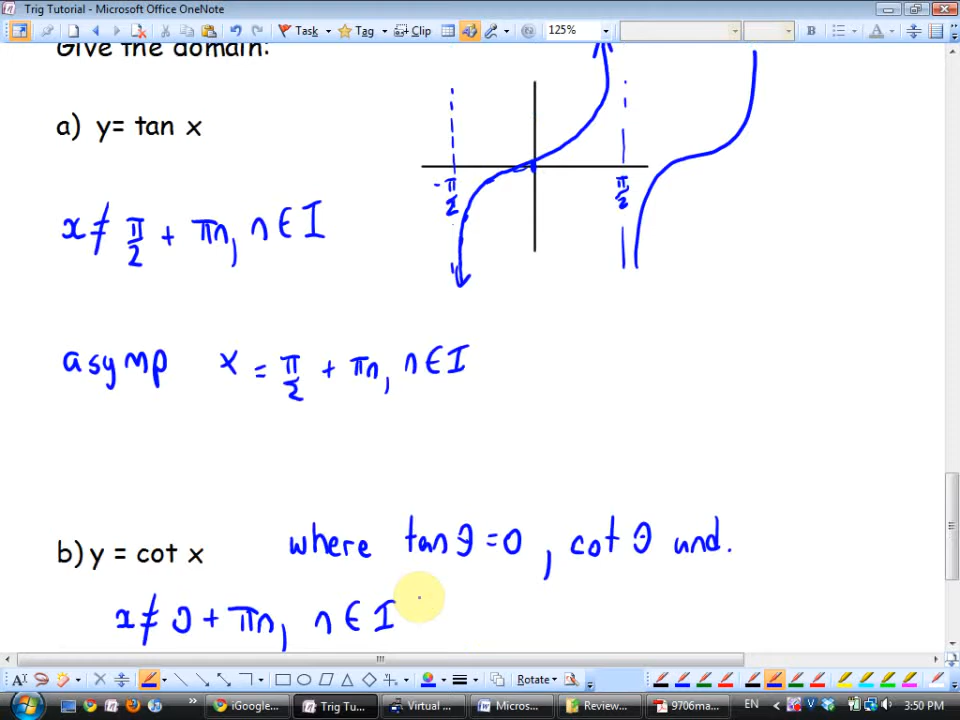 Trig Tutorial - Microsoft Office OneNote
Task Tag Clip 125% B A
Give the domain:
a) y= tan x
-π/2 π/2
x ≠ π/2 + πn, n ∈ I
asymp x = π/2 + πn, n ∈ I
where tan θ = 0, cot θ und.
b) y = cot x
x ≠ 0 + πn, n ∈ I
Rotate
iGoogle... Trig Tu... Virtual ... Micros... Review... 9706ma... EN 3:50 PM